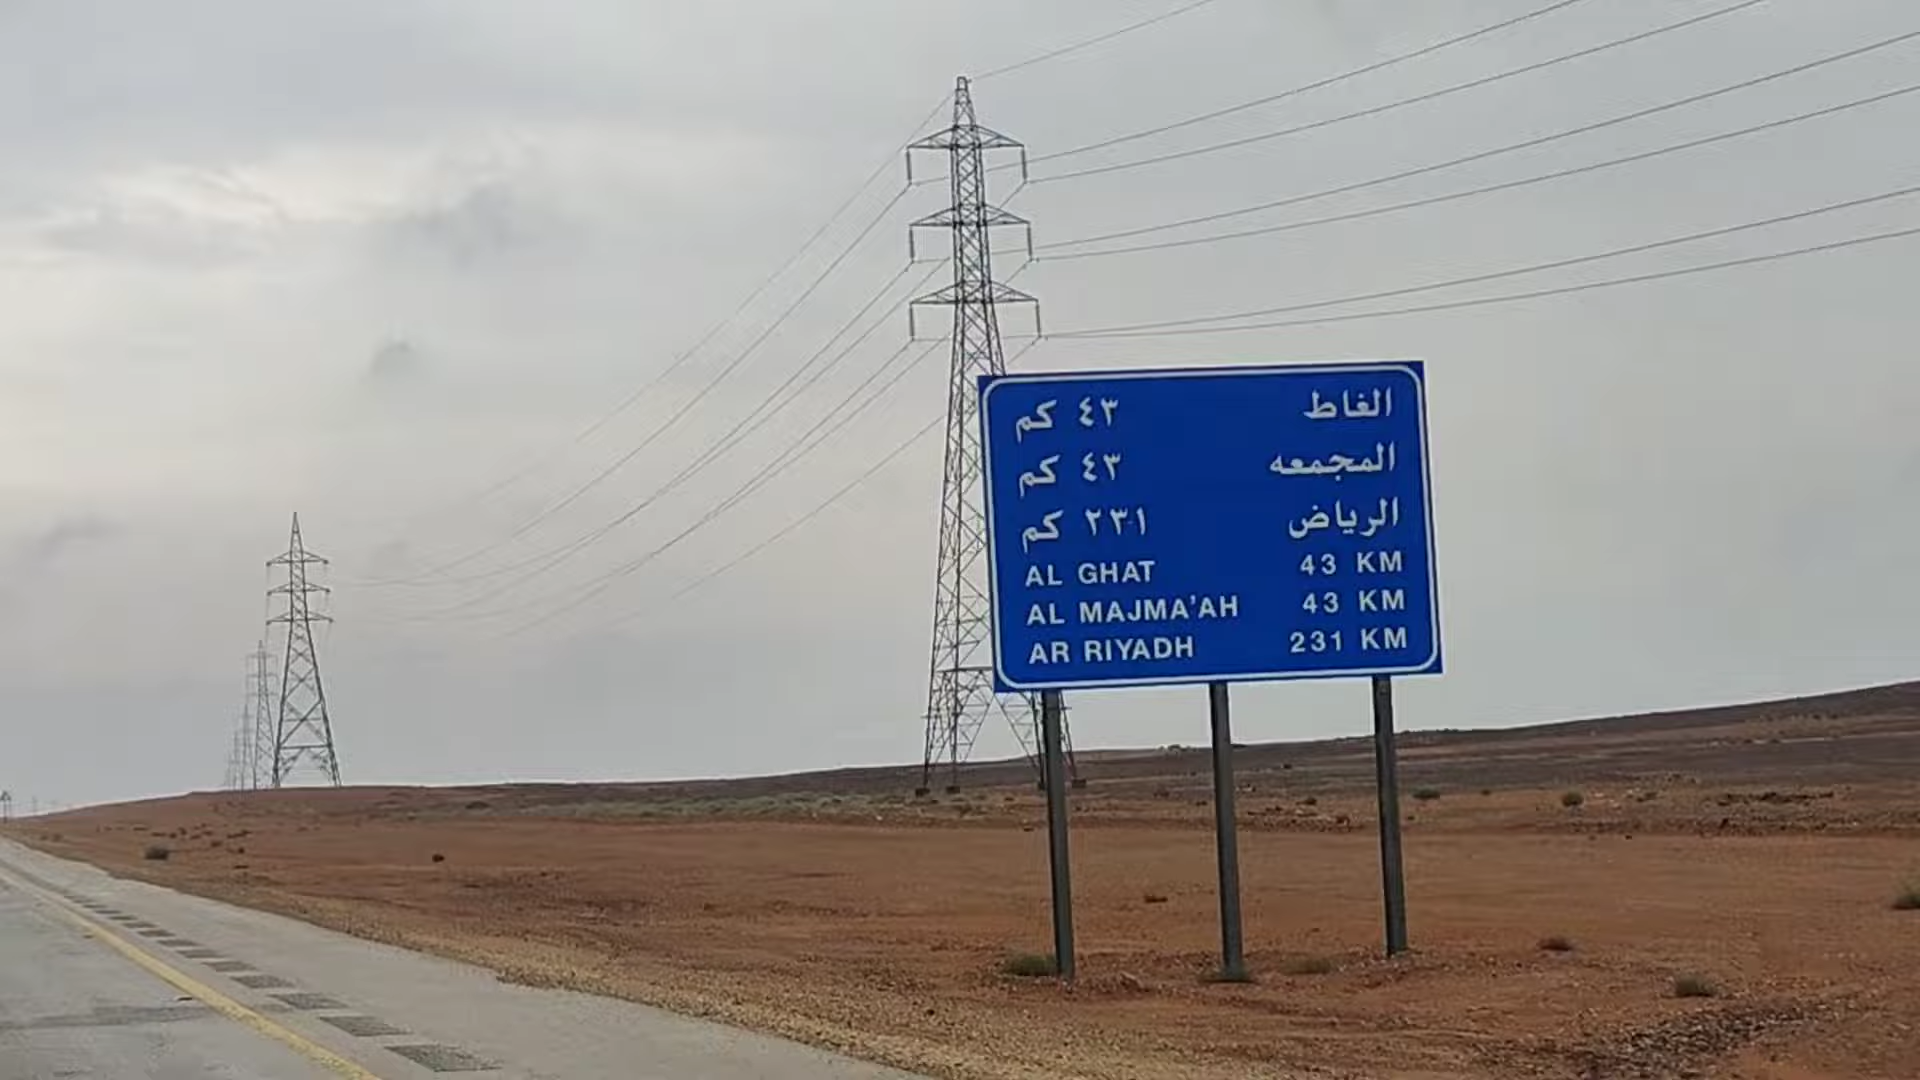 الغاط ٤٣ كم
المجمعه ٤٣ كم
الرياض ٢٣١ كم
AL GHAT 43 KM
AL MAJMA'AH 43 KM
AR RIYADH 231 KM